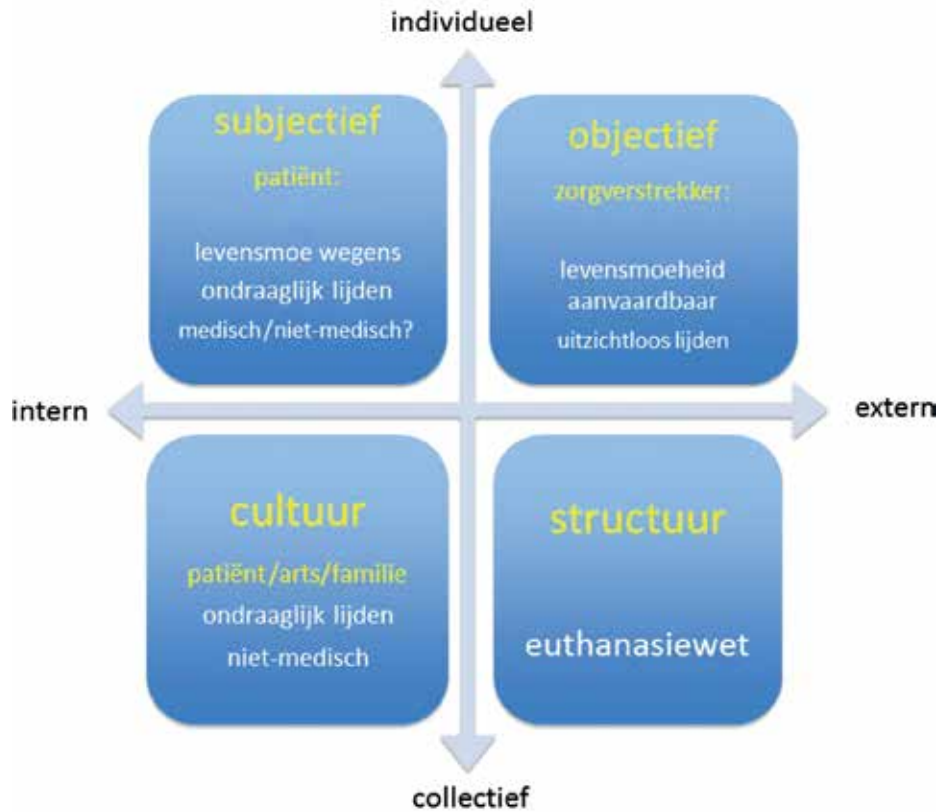 individueel
subjectief
patiënt:
levensmoe wegens
ondraaglijk lijden
medisch/niet-medisch?
objectief
zorgverstrekker:
levensmoeheid
aanvaardbaar
uitzichtloos lijden
intern
extern
cultuur
patiënt/arts/familie
ondraaglijk lijden
niet-medisch
structuur
euthanasiewet
collectief